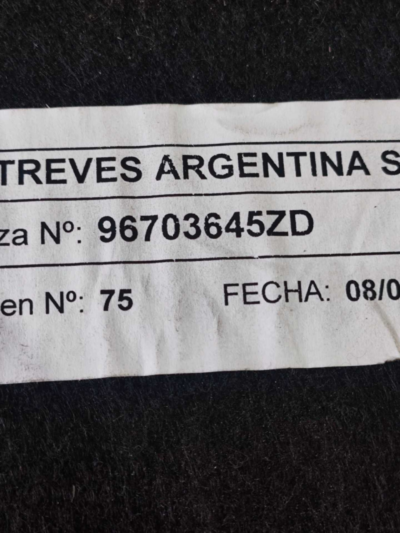 TREVES ARGENTINA S
za Nº: 96703645ZD
en Nº: 75 FECHA: 08/0